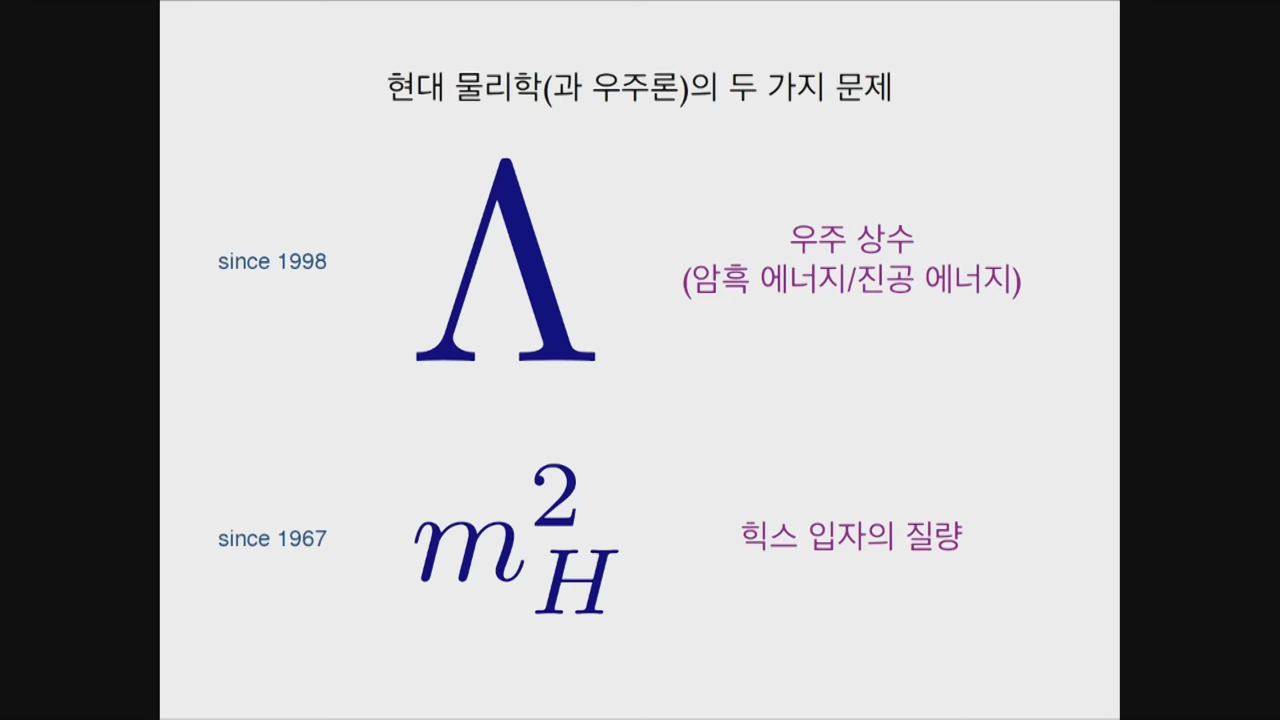 현대 물리학(과 우주론)의 두 가지 문제
since 1998
Λ
우주 상수
(암흑 에너지/진공 에너지)
since 1967
m_H^2
힉스 입자의 질량